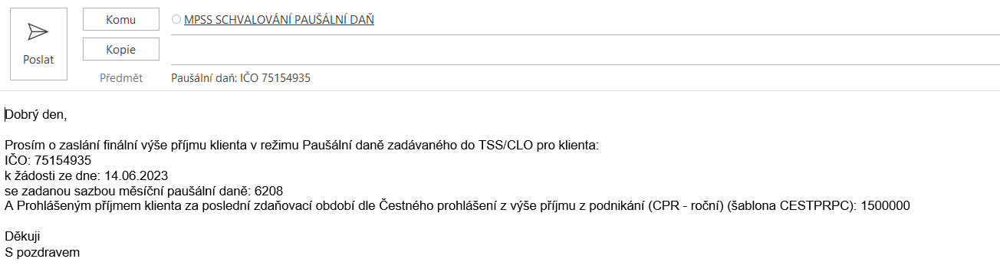 Komu
MPSS SCHVALOVÁNÍ PAUŠÁLNÍ DAŇ
Poslat
Kopie
Předmět
Paušální daň: IČO 75154935
Dobrý den,
Prosím o zaslání finální výše příjmu klienta v režimu Paušální daně zadávaného do TSS/CLO pro klienta:
IČO: 75154935
k žádosti ze dne: 14.06.2023
se zadanou sazbou měsíční paušální daně: 6208
A Prohlášeným příjmem klienta za poslední zdaňovací období dle Čestného prohlášení z výše příjmu z podnikání (CPR - roční) (šablona CESTPRPC): 1500000
Děkuji
S pozdravem